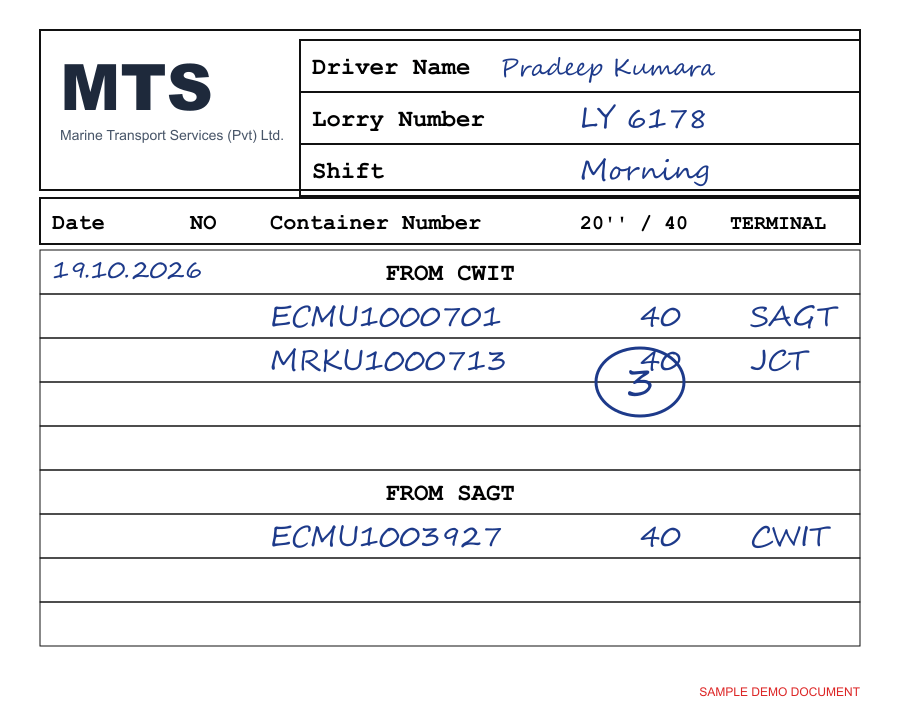 MTS
Marine Transport Services (Pvt) Ltd.
Driver Name Pradeep Kumara
Lorry Number LY 6178
Shift Morning
Date NO Container Number 20'' / 40 TERMINAL
19.10.2026 FROM CWIT
ECMU1000701 40 SAGT
MRKU1000713 40 JCT
3
FROM SAGT
ECMU1003927 40 CWIT
SAMPLE DEMO DOCUMENT